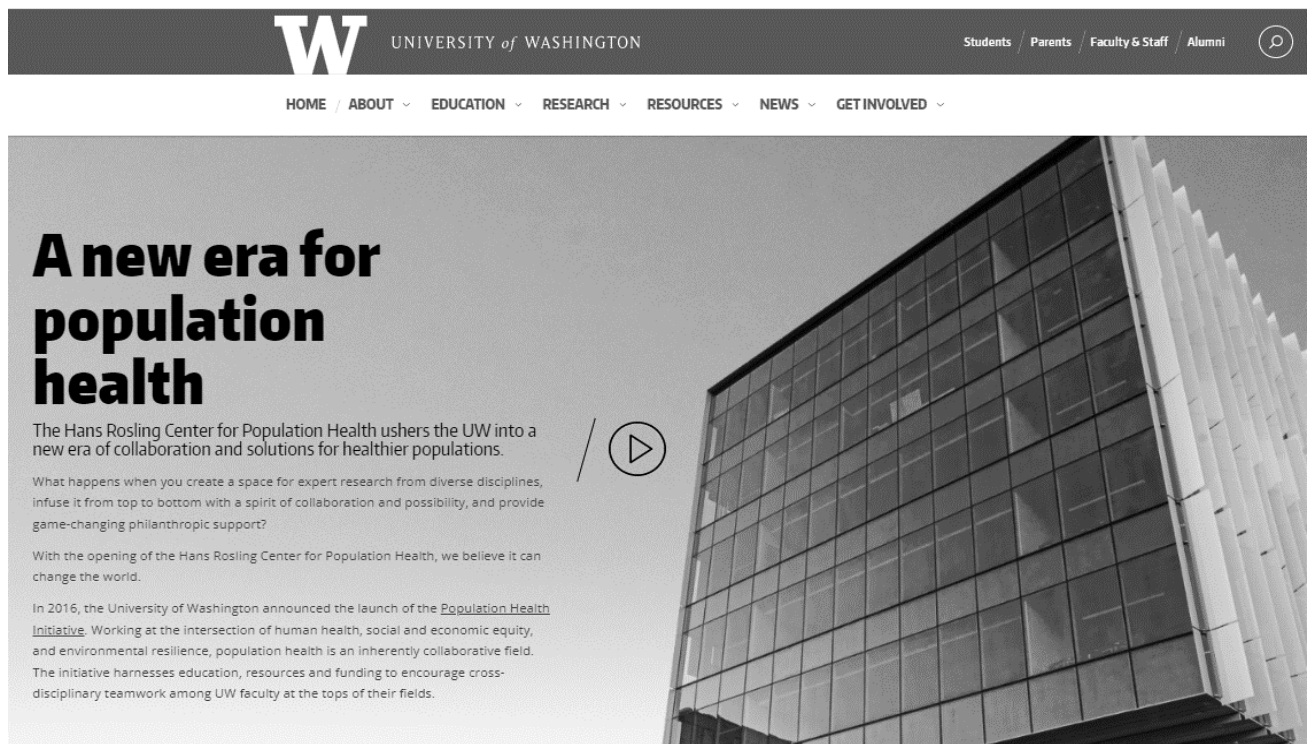 W UNIVERSITY of WASHINGTON
Students / Parents / Faculty & Staff / Alumni
HOME / ABOUT EDUCATION RESEARCH RESOURCES NEWS GET INVOLVED
A new era for
population
health
The Hans Rosling Center for Population Health ushers the UW into a
new era of collaboration and solutions for healthier populations.
What happens when you create a space for expert research from diverse disciplines,
infuse it from top to bottom with a spirit of collaboration and possibility, and provide
game-changing philanthropic support?
With the opening of the Hans Rosling Center for Population Health, we believe it can
change the world.
In 2016, the University of Washington announced the launch of the Population Health
Initiative. Working at the intersection of human health, social and economic equity,
and environmental resilience, population health is an inherently collaborative field.
The initiative harnesses education, resources and funding to encourage cross-
disciplinary teamwork among UW faculty at the tops of their fields.